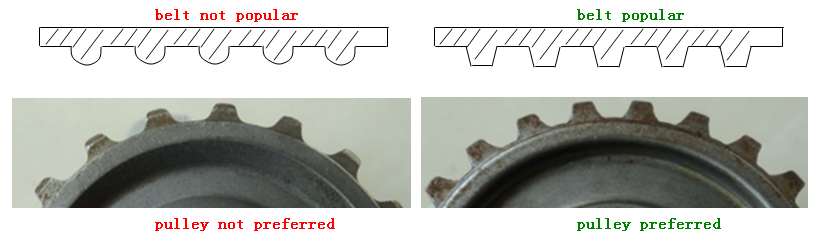 belt not popular
belt popular
pulley not preferred
pulley preferred